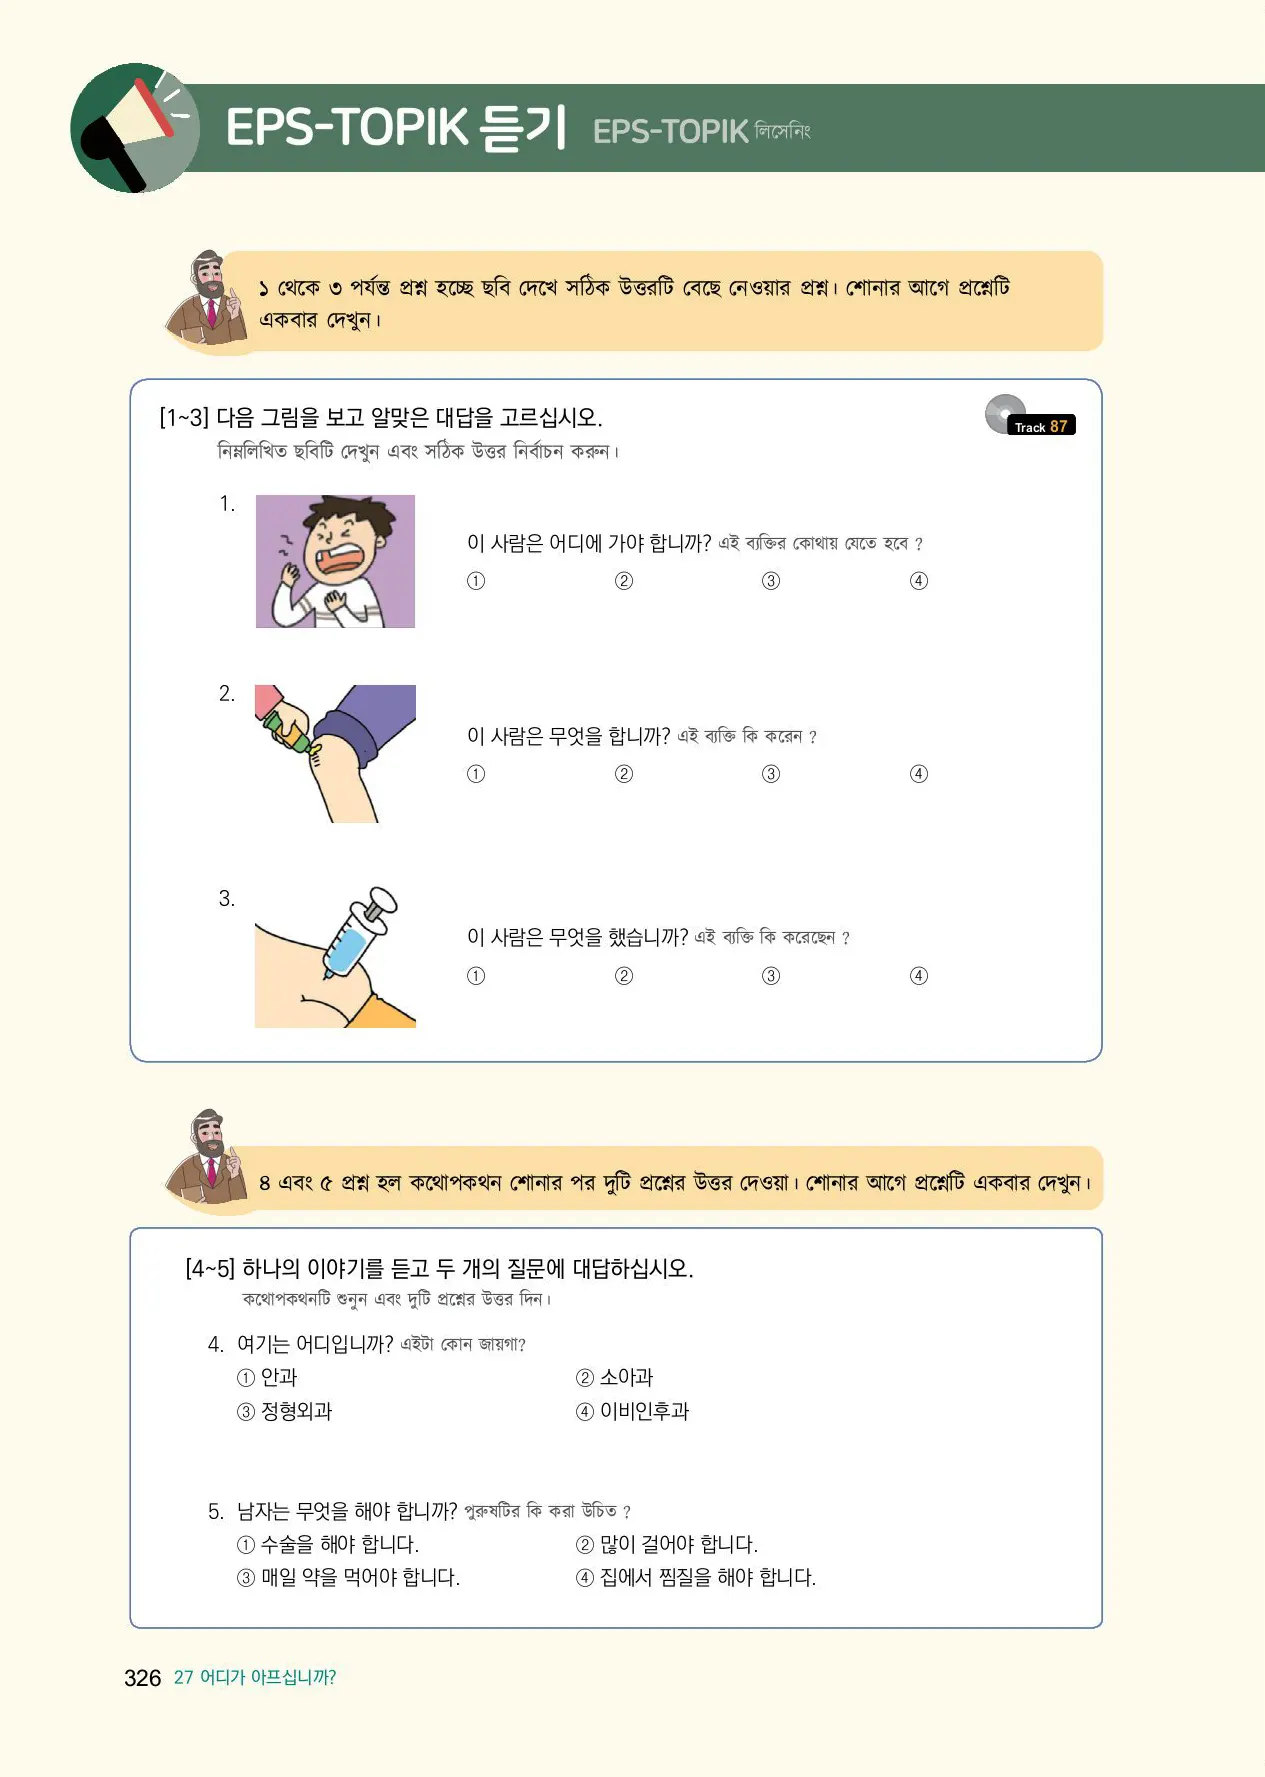 EPS-TOPIK 듣기 EPS-TOPIK লিসেনিং
১ থেকে ৩ পর্যন্ত প্রশ্ন হচ্ছে ছবি দেখে সঠিক উত্তরটি বেছে নেওয়ার প্রশ্ন। শোনার আগে প্রশ্নেটি
একবার দেখুন।
[1~3] 다음 그림을 보고 알맞은 대답을 고르십시오.
Track 87
নিম্নলিখিত ছবিটি দেখুন এবং সঠিক উত্তর নির্বাচন করুন।
1.
이 사람은 어디에 가야 합니까? এই ব্যক্তির কোথায় যেতে হবে ?
① ② ③ ④
2.
이 사람은 무엇을 합니까? এই ব্যক্তি কি করেন ?
① ② ③ ④
3.
이 사람은 무엇을 했습니까? এই ব্যক্তি কি করেছেন ?
① ② ③ ④
৪ এবং ৫ প্রশ্ন হল কথোপকথন শোনার পর দুটি প্রশ্নের উত্তর দেওয়া। শোনার আগে প্রশ্নেটি একবার দেখুন।
[4~5] 하나의 이야기를 듣고 두 개의 질문에 대답하십시오.
কথোপকথনটি শুনুন এবং দুটি প্রশ্নের উত্তর দিন।
4. 여기는 어디입니까? এইটা কোন জায়গা?
① 안과 ② 소아과
③ 정형외과 ④ 이비인후과
5. 남자는 무엇을 해야 합니까? পুরুষটির কি করা উচিত ?
① 수술을 해야 합니다. ② 많이 걸어야 합니다.
③ 매일 약을 먹어야 합니다. ④ 집에서 찜질을 해야 합니다.
326 27 어디가 아프십니까?